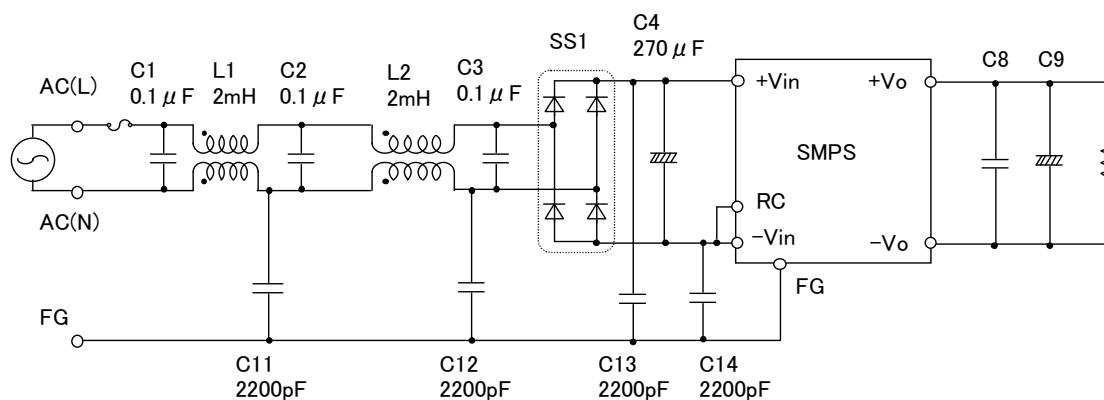 AC(L)
C1
0.1μF
L1
2mH
C2
0.1μF
L2
2mH
C3
0.1μF
SS1
C4
270μF
+Vin
+Vo
C8
C9
SMPS
RC
−Vin
−Vo
AC(N)
FG
FG
C11
2200pF
C12
2200pF
C13
2200pF
C14
2200pF